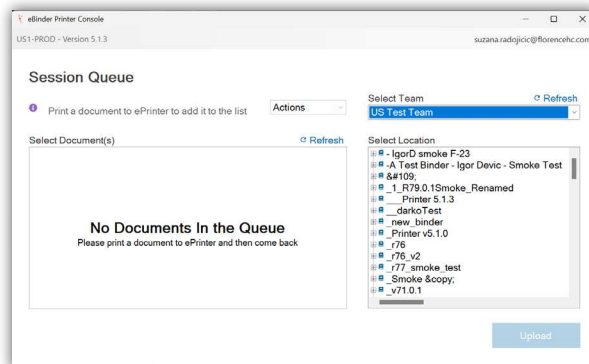 eBinder Printer Console
US1-PROD - Version 5.1.3
suzana.radojicic@florencehc.com
Session Queue
Print a document to ePrinter to add it to the list
Actions
Select Team
Refresh
US Test Team
Select Document(s)
Refresh
Select Location
No Documents In the Queue
Please print a document to ePrinter and then come back
- IgorD smoke F-23
-A Test Binder - Igor Devic - Smoke Test
&#109;
_1_R79.0.1Smoke_Renamed
___Printer 5.1.3
__darkoTest
_new_binder
_Printer v5.1.0
_r76
_r76_v2
_r77_smoke_test
_Smoke &copy;
_v71.0.1
Upload